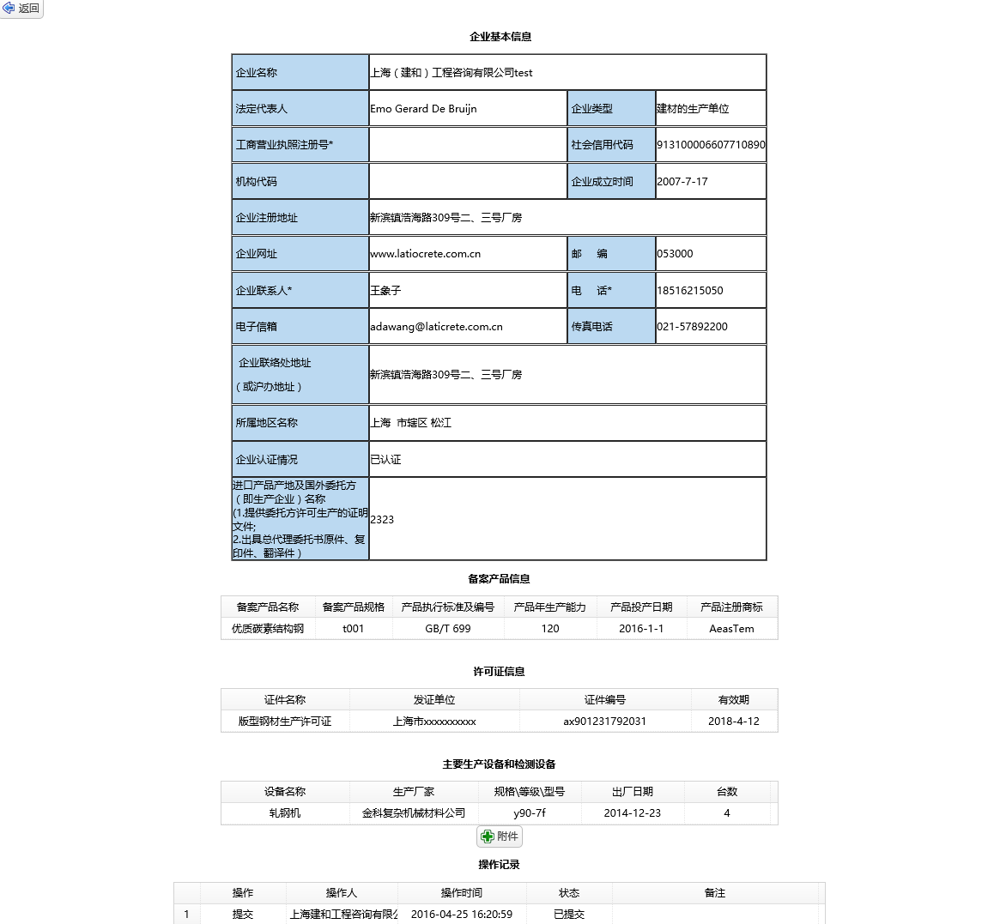 返回
企业基本信息
企业名称 上海（建和）工程咨询有限公司test
法定代表人 Emo Gerard De Bruijn 企业类型 建材的生产单位
工商营业执照注册号* 社会信用代码 913100006607710890
机构代码 企业成立时间 2007-7-17
企业注册地址 新滨镇浩海路309号二、三号厂房
企业网址 www.latiocrete.com.cn 邮 编 053000
企业联系人* 王象子 电 话* 18516215050
电子信箱 adawang@laticrete.com.cn 传真电话 021-57892200
企业联络处地址
（或沪办地址） 新滨镇浩海路309号二、三号厂房
所属地区名称 上海 市辖区 松江
企业认证情况 已认证
进口产品产地及国外委托方
（即生产企业）名称
(1.提供委托方许可生产的证明
文件;
2.出具总代理委托书原件、复
印件、翻译件）
2323
备案产品信息
备案产品名称 备案产品规格 产品执行标准及编号 产品年生产能力 产品投产日期 产品注册商标
优质碳素结构钢 t001 GB/T 699 120 2016-1-1 AeasTem
许可证信息
证件名称 发证单位 证件编号 有效期
版型钢材生产许可证 上海市xxxxxxxxxx ax901231792031 2018-4-12
主要生产设备和检测设备
设备名称 生产厂家 规格\等级\型号 出厂日期 台数
轧钢机 金科复杂机械材料公司 y90-7f 2014-12-23 4
附件
操作记录
操作 操作人 操作时间 状态 备注
1 提交 上海建和工程咨询有限 2016-04-25 16:20:59 已提交